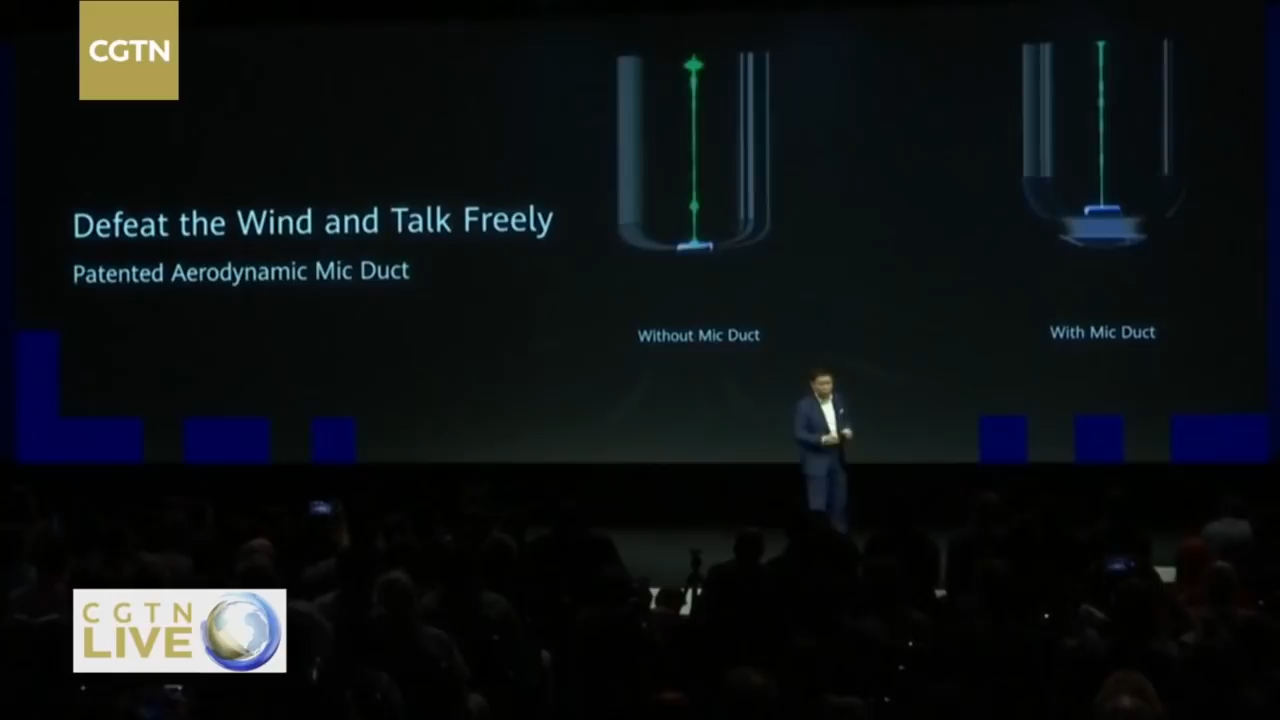 CGTN
Defeat the Wind and Talk Freely
Patented Aerodynamic Mic Duct
Without Mic Duct
With Mic Duct
CGTN
LIVE